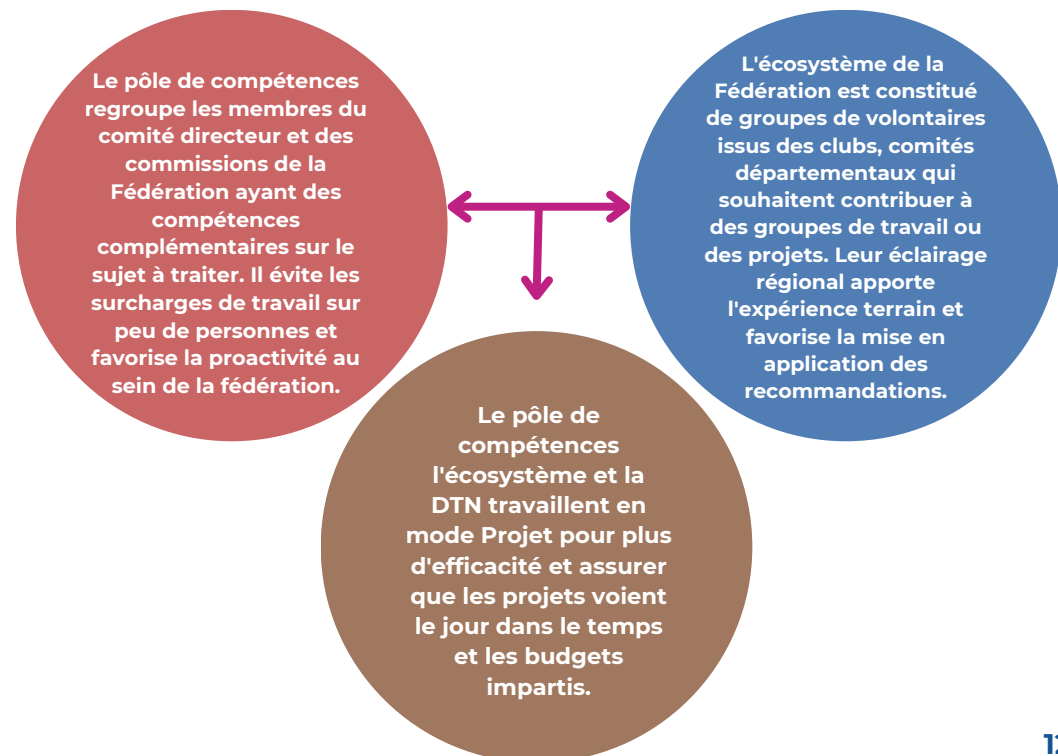 Le pôle de compétences
regroupe les membres du
comité directeur et des
commissions de la
Fédération ayant des
compétences
complémentaires sur le
sujet à traiter. Il évite les
surcharges de travail sur
peu de personnes et
favorise la proactivité au
sein de la fédération.
L'écosystème de la
Fédération est constitué
de groupes de volontaires
issus des clubs, comités
départementaux qui
souhaitent contribuer à
des groupes de travail ou
des projets. Leur éclairage
régional apporte
l'expérience terrain et
favorise la mise en
application des
recommandations.
Le pôle de
compétences
l'écosystème et la
DTN travaillent en
mode Projet pour plus
d'efficacité et assurer
que les projets voient
le jour dans le temps
et les budgets
impartis.